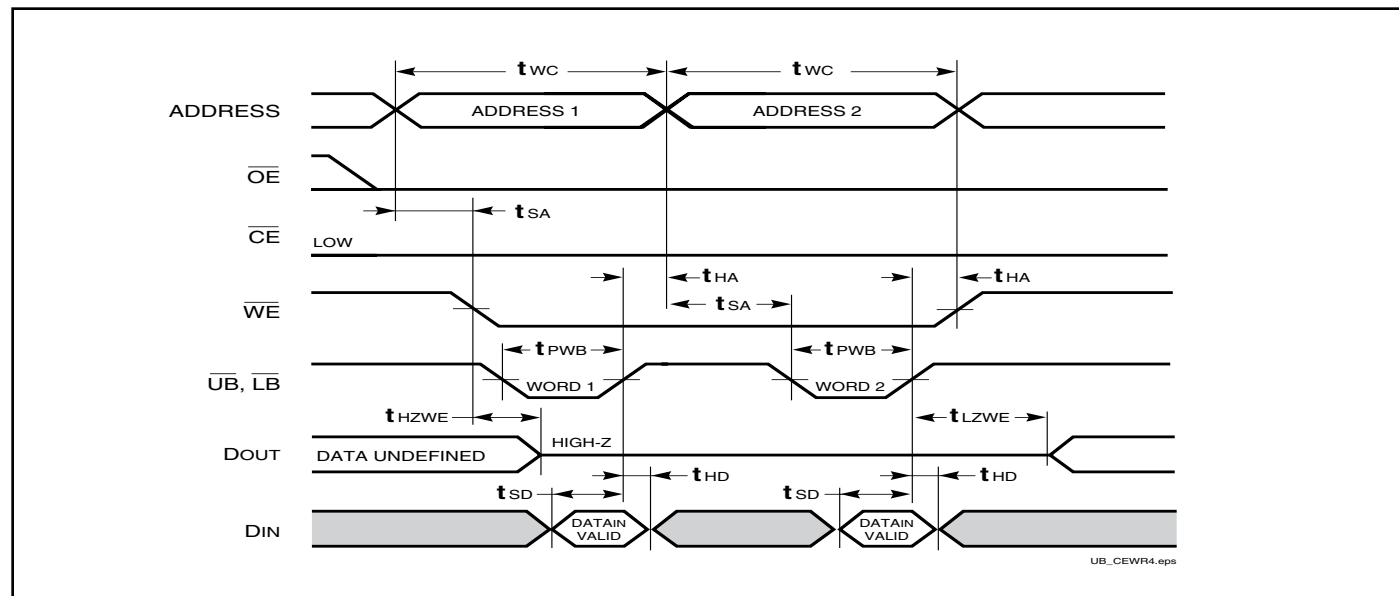 tWC tWC
ADDRESS ADDRESS 1 ADDRESS 2
OE
tSA
CE LOW
tHA tHA
tSA
WE
tPWB tPWB
UB, LB WORD 1 WORD 2
tHZWE tLZWE
HIGH-Z
DOUT DATA UNDEFINED
tHD tHD
tSD tSD
DIN DATAIN VALID DATAIN VALID
UB_CEWR4.eps